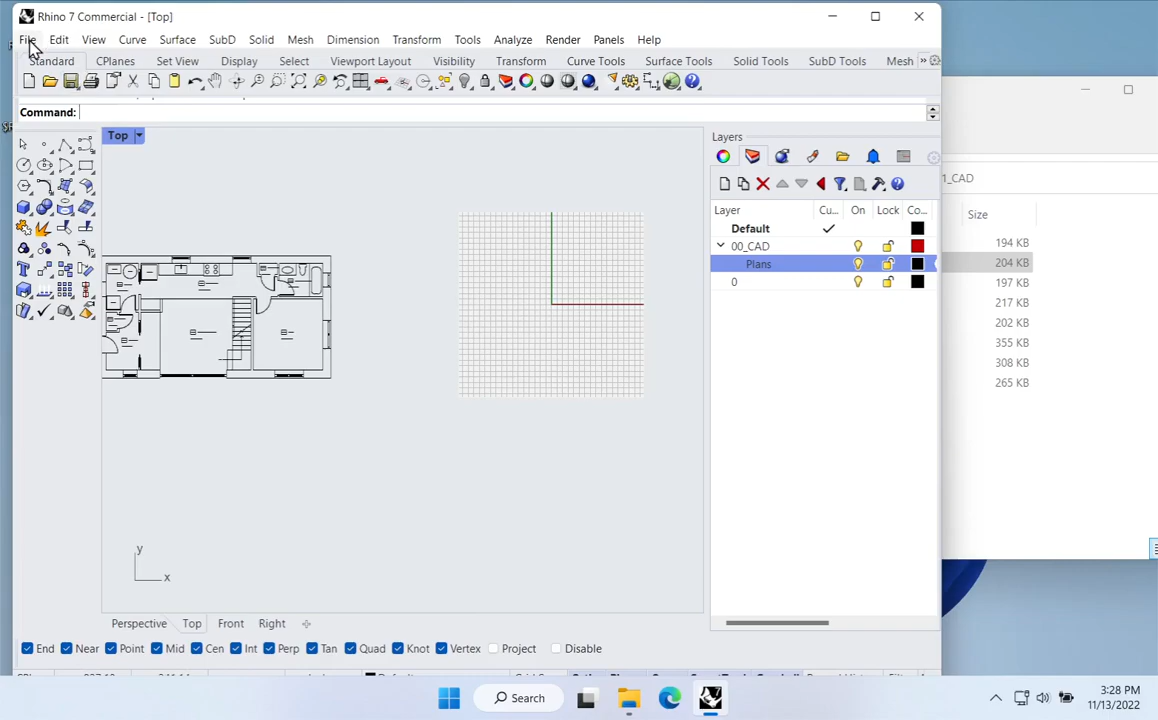 Rhino 7 Commercial - [Top]
File Edit View Curve Surface SubD Solid Mesh Dimension Transform Tools Analyze Render Panels Help
Standard CPlanes Set View Display Select Viewport Layout Visibility Transform Curve Tools Surface Tools Solid Tools SubD Tools Mesh
Command:
Top
Layers
1_CAD
Layer Cu... On Lock Co...
Size
Default
00_CAD
Plans
0
194 KB
204 KB
197 KB
217 KB
202 KB
355 KB
308 KB
265 KB
y
x
Perspective Top Front Right
End Near Point Mid Cen Int Perp Tan Quad Knot Vertex Project Disable
Search
3:28 PM
11/13/2022